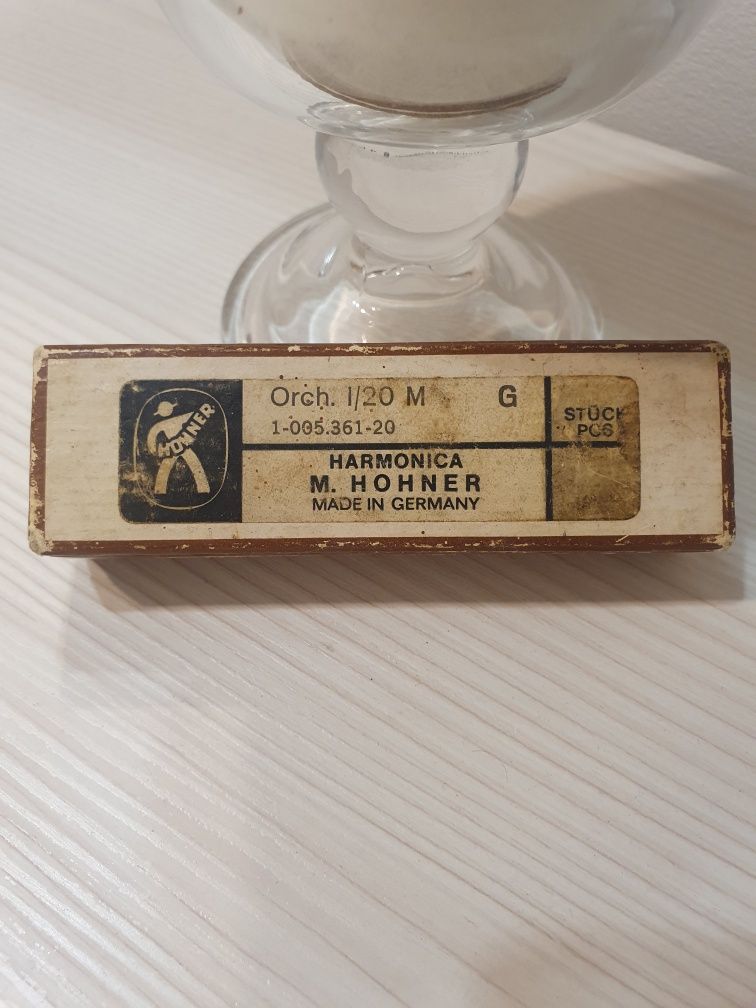 HOHNER
Orch. I/20 M G
1-005.361-20
HARMONICA
M. HOHNER
MADE IN GERMANY
STÜCK
PCS